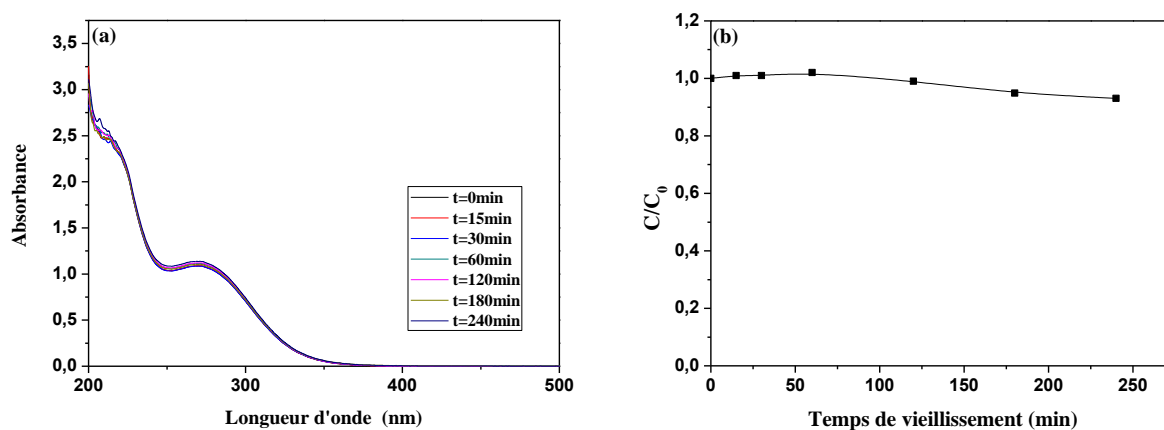 (a)
3,5
3,0
2,5
2,0
1,5
1,0
0,5
0,0
200
300
400
500
Absorbance
Longueur d'onde (nm)
t=0min
t=15min
t=30min
t=60min
t=120min
t=180min
t=240min
(b)
1,2
1,0
0,8
0,6
0,4
0,2
0,0
0
50
100
150
200
250
C/C₀
Temps de vieillissement (min)